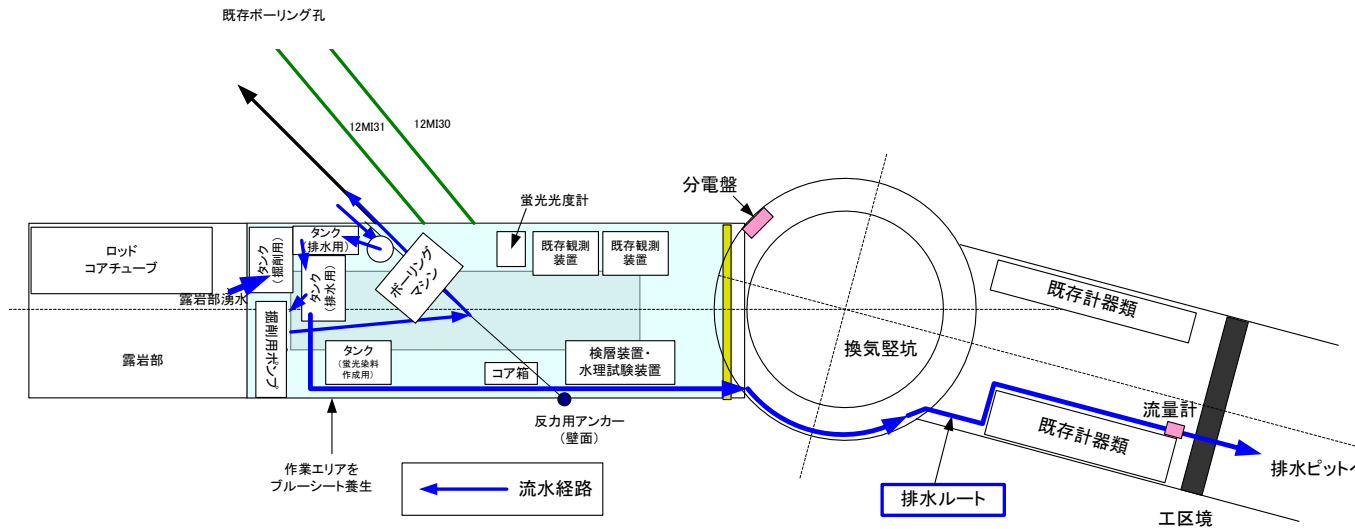 既存ボーリング孔
12MI31
12MI30
分電盤
蛍光光度計
ロッド
コアチューブ
タンク
(掘削用)
タンク
(排水用)
タンク
(排水用)
ボーリング
マシン
既存観測
装置
既存観測
装置
既存計器類
露岩部湧水
掘削用ポンプ
換気竪坑
露岩部
タンク
(蛍光染料
作成用)
コア箱
検層装置・
水理試験装置
流量計
既存計器類
反力用アンカー
(壁面)
排水ピットへ
作業エリアを
ブルーシート養生
流水経路
排水ルート
工区境